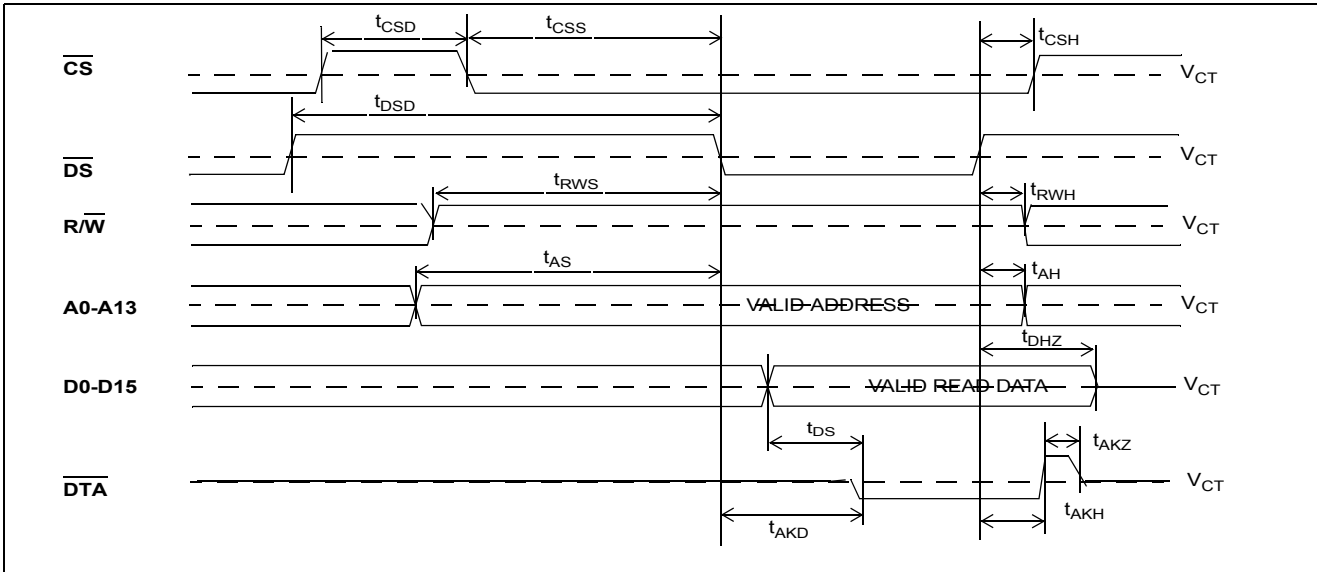 tCSD
tCSS
tCSH
CS
VCT
tDSD
DS
VCT
tRWS
tRWH
R/W
VCT
tAS
tAH
A0-A13
VALID ADDRESS
VCT
tDHZ
D0-D15
VALID READ DATA
VCT
tDS
tAKZ
DTA
VCT
tAKD
tAKH